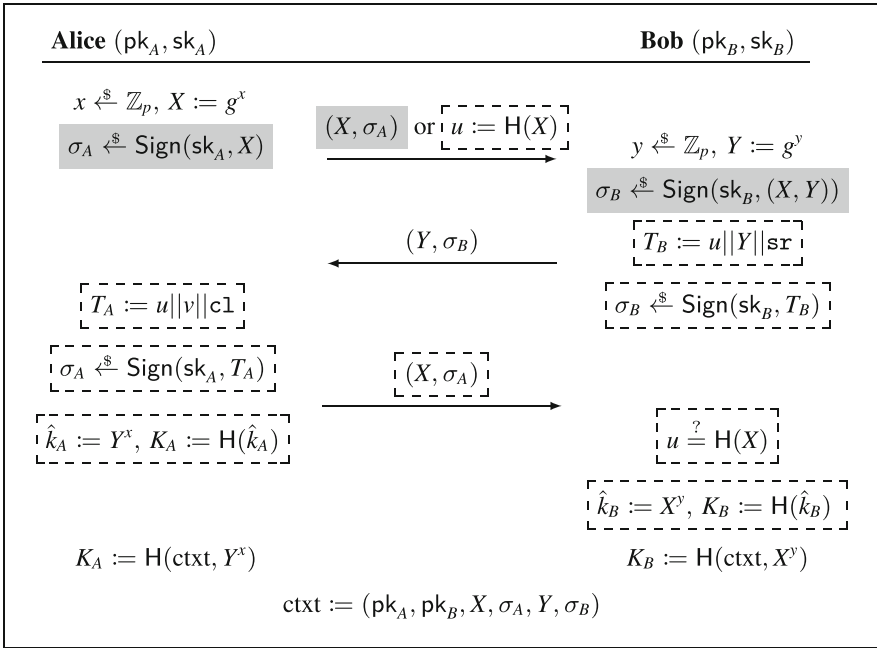 Alice (pk_A, sk_A)
Bob (pk_B, sk_B)
x ←$ ℤ_p, X := g^x
σ_A ←$ Sign(sk_A, X)
(X, σ_A) or u := H(X)
y ←$ ℤ_p, Y := g^y
σ_B ←$ Sign(sk_B, (X, Y))
(Y, σ_B)
T_B := u||Y||sr
T_A := u||v||cl
σ_B ←$ Sign(sk_B, T_B)
σ_A ←$ Sign(sk_A, T_A)
(X, σ_A)
k̂_A := Y^x, K_A := H(k̂_A)
u ≟ H(X)
k̂_B := X^y, K_B := H(k̂_B)
K_A := H(ctxt, Y^x)
K_B := H(ctxt, X^y)
ctxt := (pk_A, pk_B, X, σ_A, Y, σ_B)